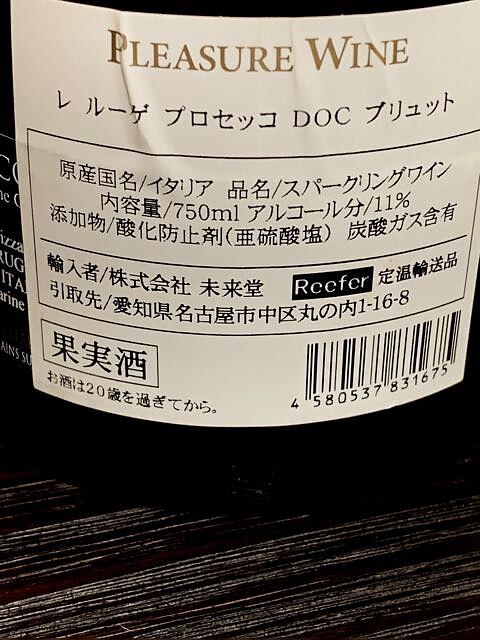 PLEASURE WINE
レ ルーゲ プロセッコ DOC ブリュット
原産国名/イタリア 品名/スパークリングワイン
内容量/750ml アルコール分/11%
添加物/酸化防止剤(亜硫酸塩) 炭酸ガス含有
輸入者/株式会社 未来堂 Reefer 定温輸送品
引取先/愛知県名古屋市中区丸の内1-16-8
果実酒
お酒は20歳を過ぎてから。
4 580537 831675